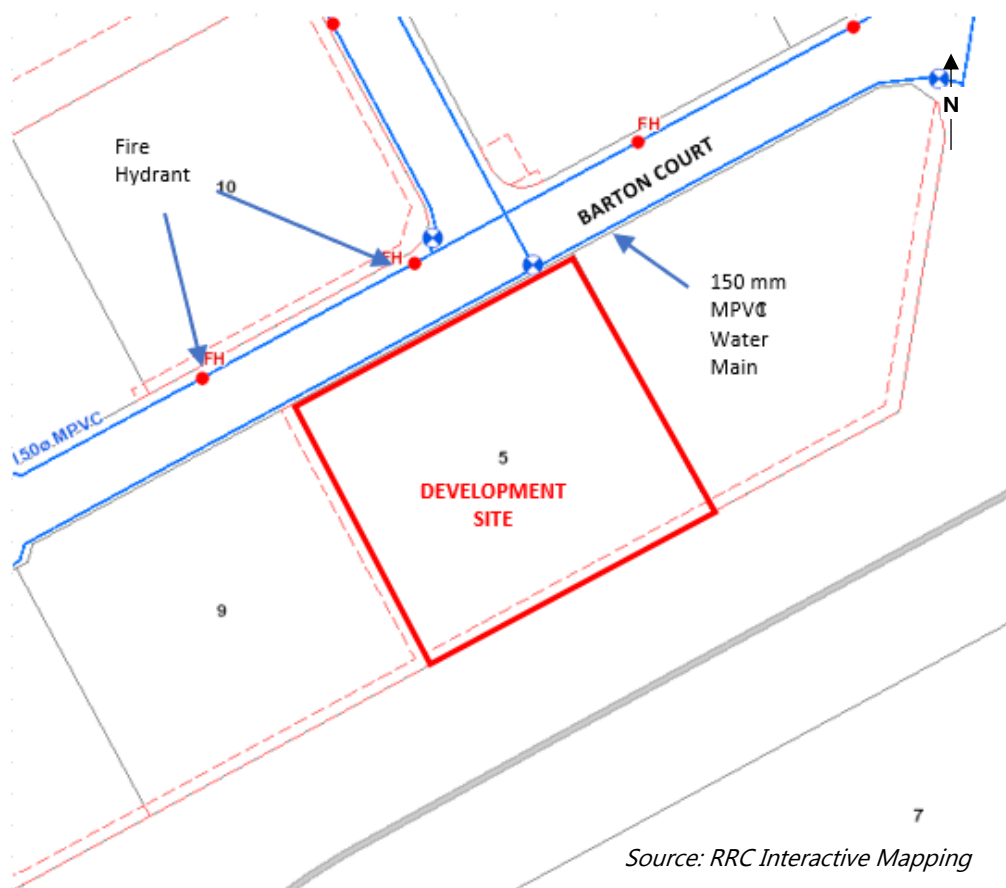 N
FH
Fire
Hydrant
10
BARTON COURT
FH
150 mm
MPVC
Water
Main
FH
150ø MPVC
5
DEVELOPMENT
SITE
9
7
Source: RRC Interactive Mapping